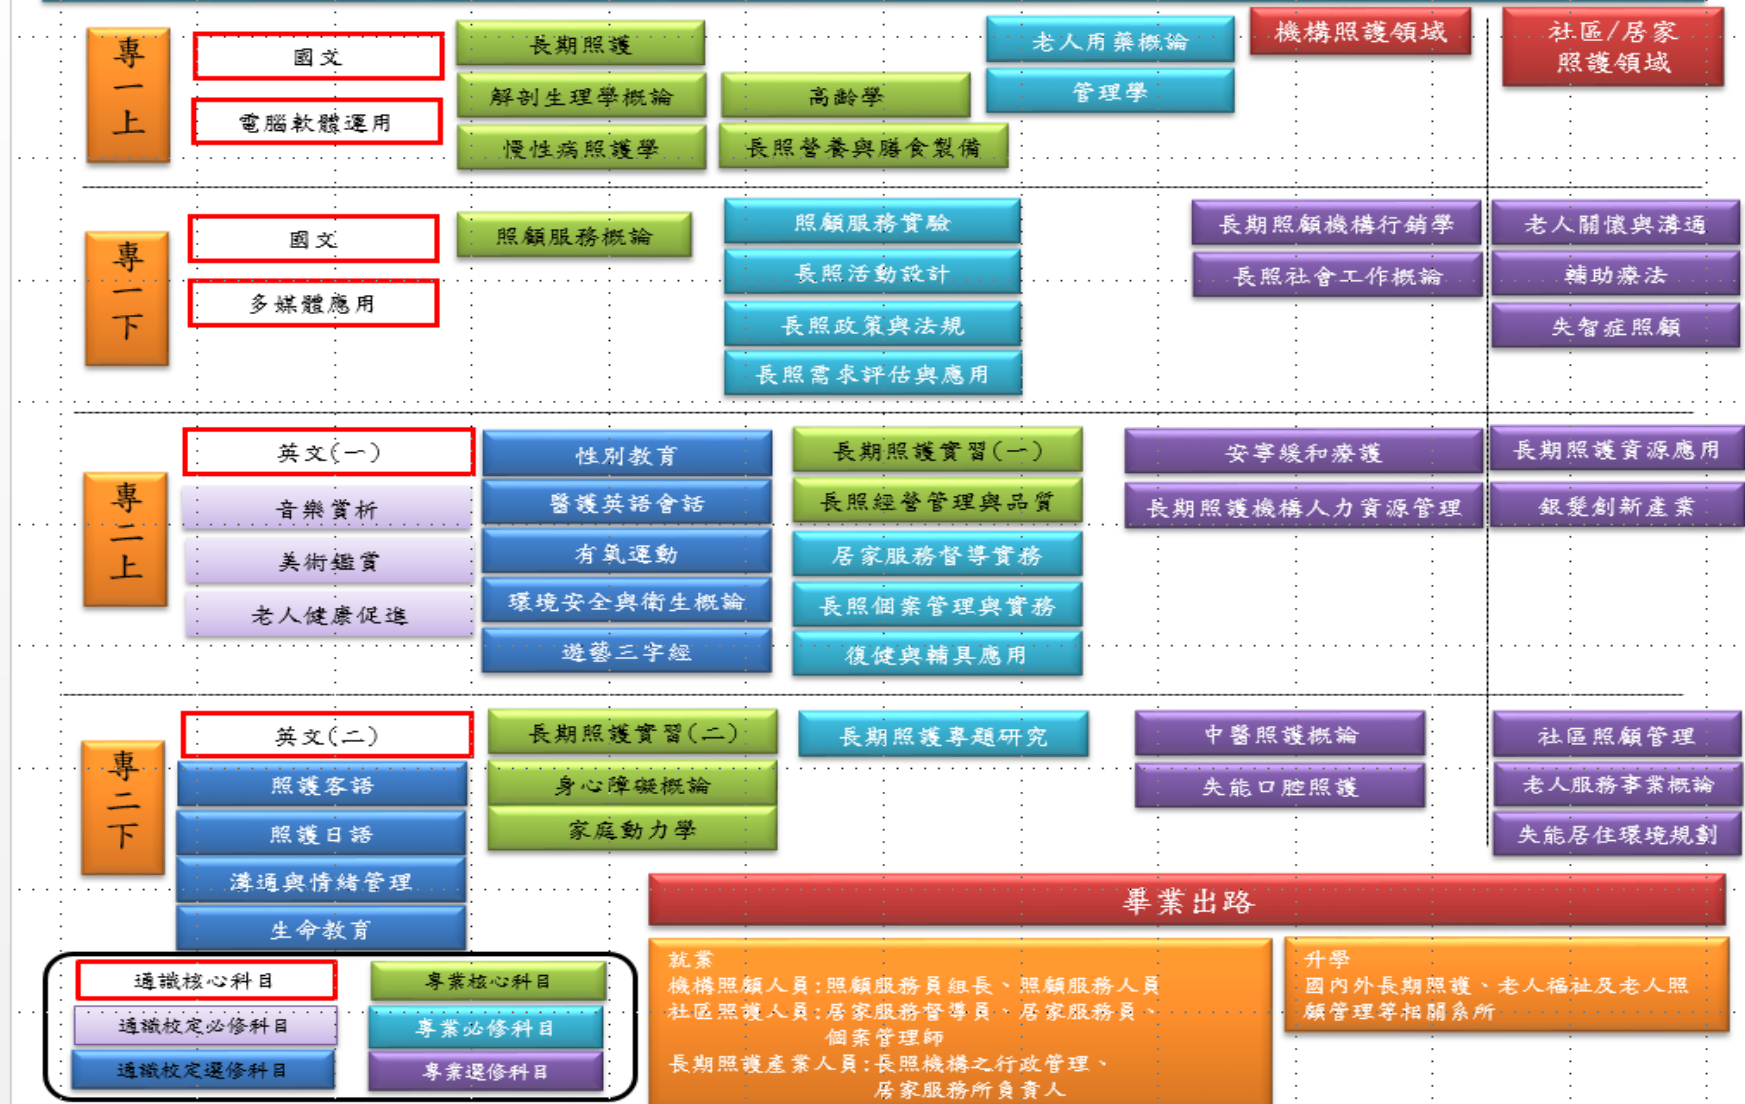 專一上
國文
電腦軟體運用
長期照護
解剖生理學概論
慢性病照護學
高齡學
長照營養與膳食製備
老人用藥概論
管理學
機構照護領域
社區/居家
照護領域
專一下
國文
多媒體應用
照顧服務概論
照顧服務實驗
長照活動設計
長照政策與法規
長照需求評估與應用
長期照顧機構行銷學
長照社會工作概論
老人關懷與溝通
輔助療法
失智症照顧
專二上
英文(一)
音樂賞析
美術鑑賞
老人健康促進
性別教育
醫護英語會話
有氧運動
環境安全與衛生概論
遊藝三字經
長期照護實習(一)
長照經營管理與品質
居家服務督導實務
長照個案管理與實務
復健與輔具應用
安寧緩和療護
長期照護機構人力資源管理
長期照護資源應用
銀髮創新產業
專二下
英文(二)
照護客語
照護日語
溝通與情緒管理
生命教育
長期照護實習(二)
身心障礙概論
家庭動力學
長期照護專題研究
中醫照護概論
失能口腔照護
社區照顧管理
老人服務事業概論
失能居住環境規劃
通識核心科目
通識校定必修科目
通識校定選修科目
專業核心科目
專業必修科目
專業選修科目
畢業出路
就業
機構照顧人員:照顧服務員組長、照顧服務人員
社區照護人員:居家服務督導員、居家服務員、
個案管理師
長期照護產業人員:長照機構之行政管理、
居家服務所負責人
升學
國內外長期照護、老人福祉及老人照
顧管理等相關系所